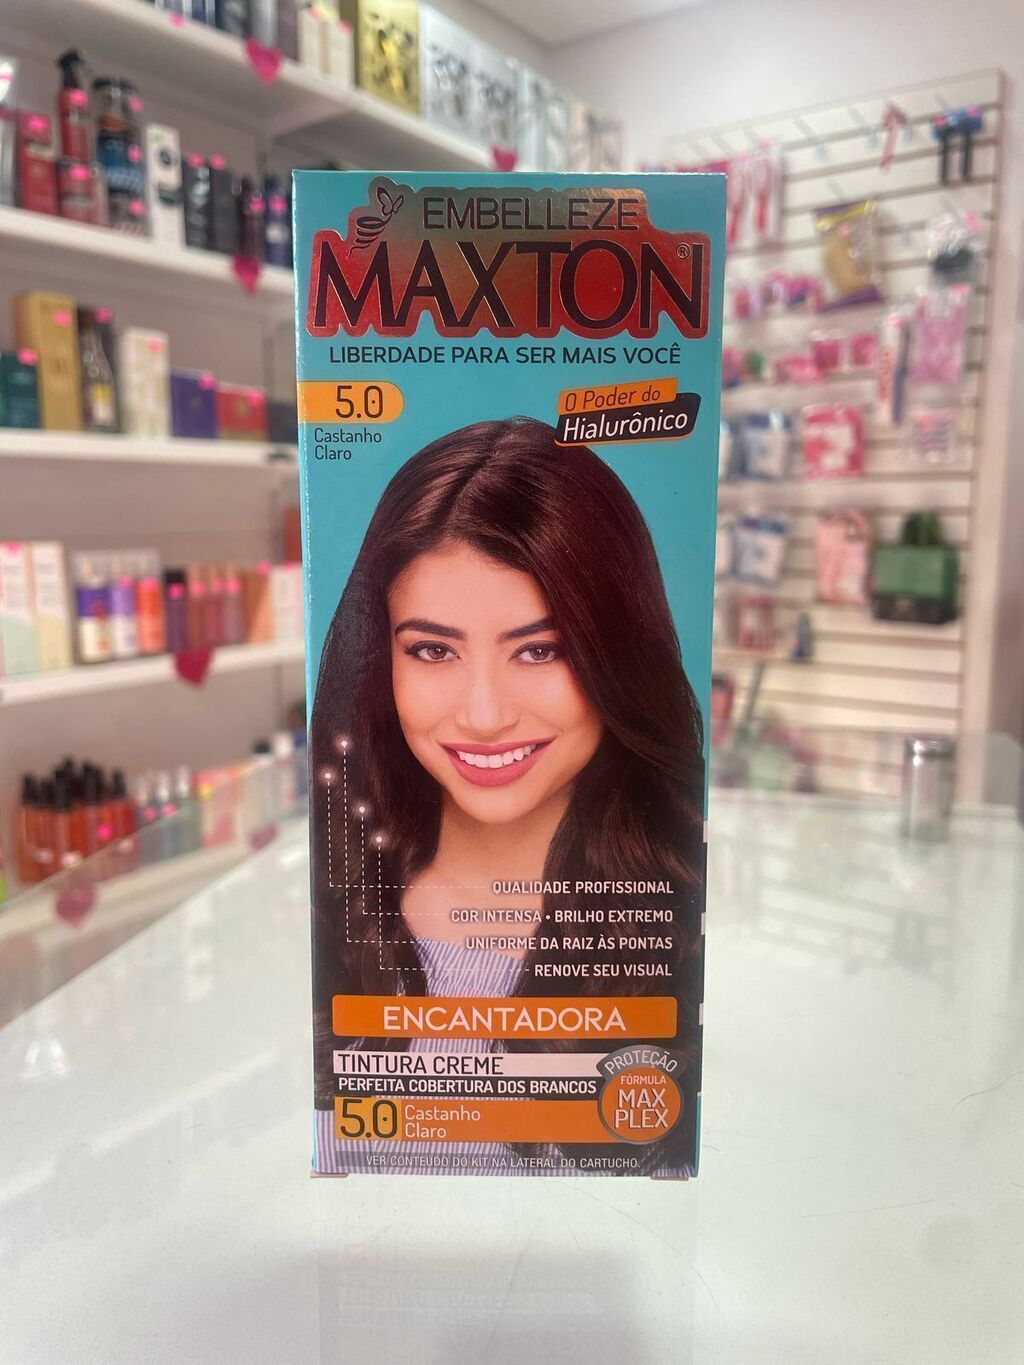 EMBELLEZE
MAXTON®
LIBERDADE PARA SER MAIS VOCÊ
5.0
Castanho
Claro
O Poder do
Hialurônico
QUALIDADE PROFISSIONAL
COR INTENSA • BRILHO EXTREMO
UNIFORME DA RAIZ ÀS PONTAS
RENOVE SEU VISUAL
ENCANTADORA
TINTURA CREME
PERFEITA COBERTURA DOS BRANCOS
5.0 Castanho
Claro
PROTEÇÃO
FÓRMULA
MAX
PLEX
VER CONTEÚDO DO KIT NA LATERAL DO CARTUCHO.